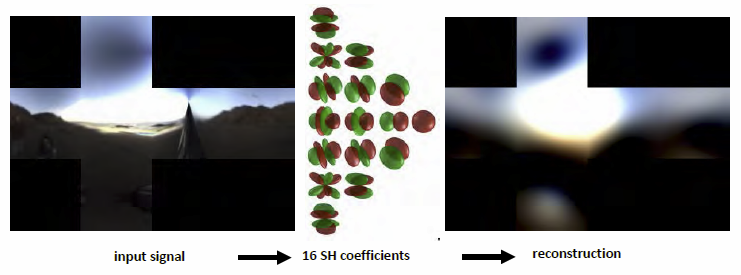 input signal
16 SH coefficients
reconstruction